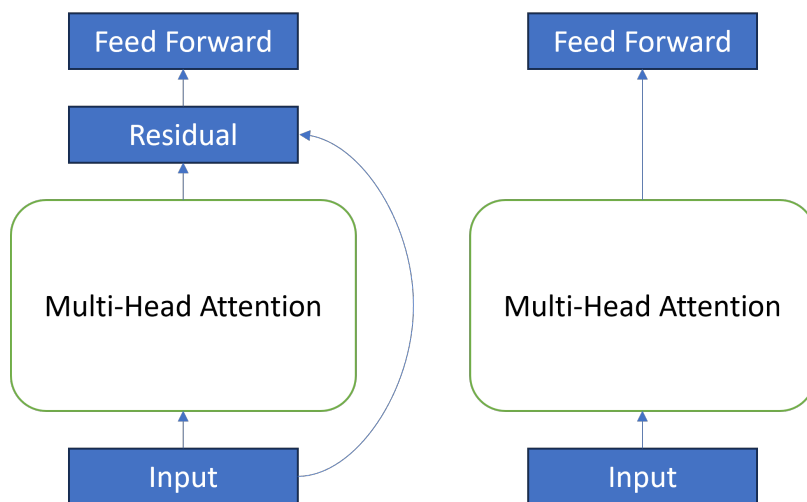 Feed Forward
Residual
Multi-Head Attention
Input
Feed Forward
Multi-Head Attention
Input